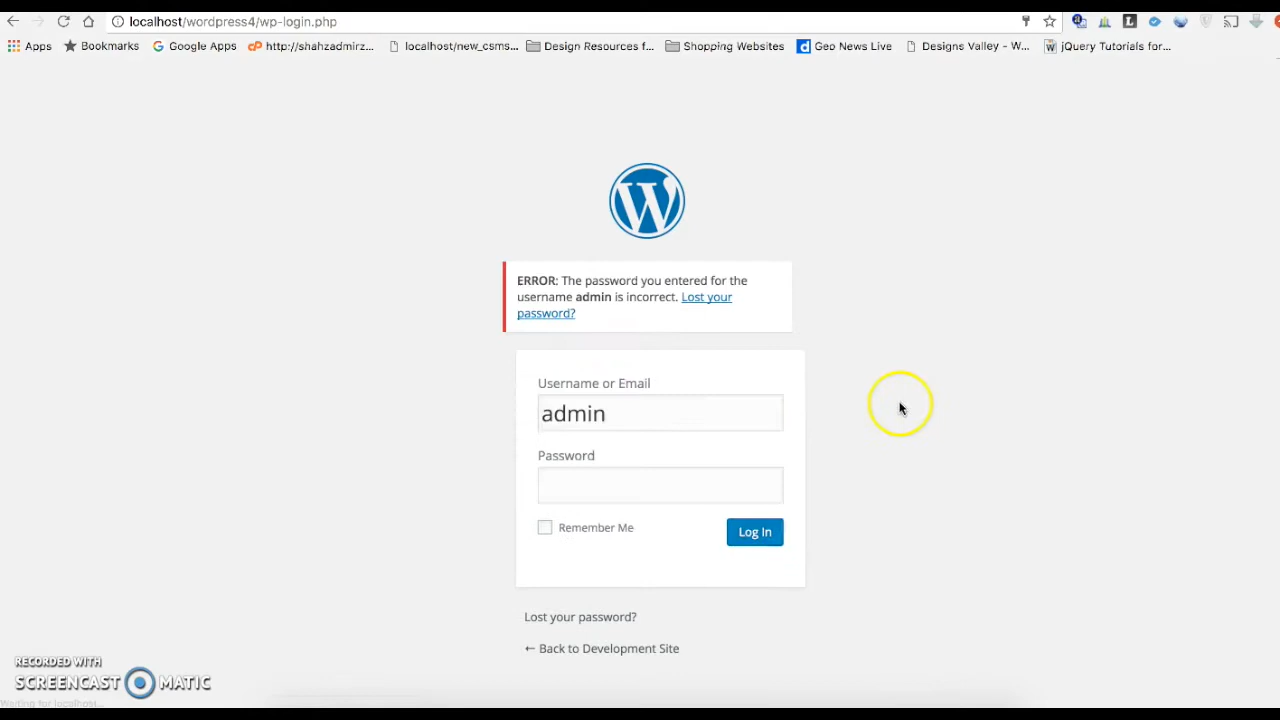 localhost/wordpress4/wp-login.php
Apps Bookmarks Google Apps http://shahzadmirz... localhost/new_csms... Design Resources f... Shopping Websites Geo News Live Designs Valley - W... jQuery Tutorials for...
ERROR: The password you entered for the
username admin is incorrect. Lost your
password?
Username or Email
admin
Password
Remember Me
Log In
Lost your password?
← Back to Development Site
RECORDED WITH
SCREENCAST MATIC
Waiting for localhost...